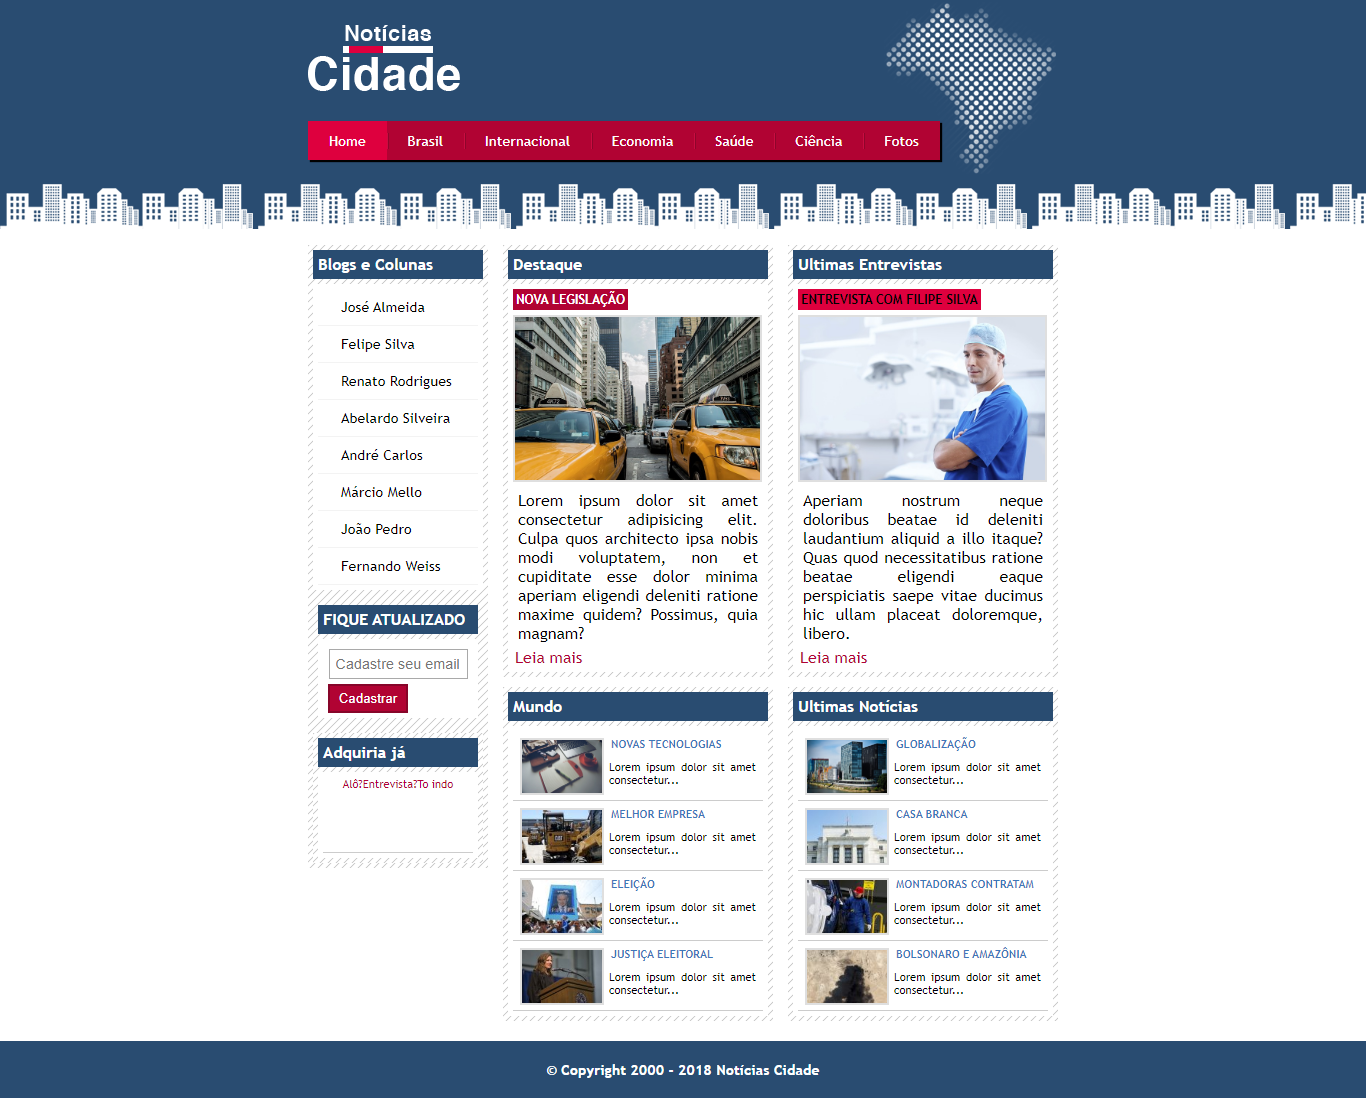 Notícias
Cidade
Home Brasil Internacional Economia Saúde Ciência Fotos
Blogs e Colunas
José Almeida
Felipe Silva
Renato Rodrigues
Abelardo Silveira
André Carlos
Márcio Mello
João Pedro
Fernando Weiss
FIQUE ATUALIZADO
Cadastre seu email
Cadastrar
Adquiria já
Alô?Entrevista?To indo
Destaque
NOVA LEGISLAÇÃO
Lorem ipsum dolor sit amet
consectetur adipisicing elit.
Culpa quos architecto ipsa nobis
modi voluptatem, non et
cupiditate esse dolor minima
aperiam eligendi deleniti ratione
maxime quidem? Possimus, quia
magnam?
Leia mais
Ultimas Entrevistas
ENTREVISTA COM FILIPE SILVA
Aperiam nostrum neque
doloribus beatae id deleniti
laudantium aliquid a illo itaque?
Quas quod necessitatibus ratione
beatae eligendi eaque
perspiciatis saepe vitae ducimus
hic ullam placeat doloremque,
libero.
Leia mais
Mundo
NOVAS TECNOLOGIAS
Lorem ipsum dolor sit amet
consectetur...
MELHOR EMPRESA
Lorem ipsum dolor sit amet
consectetur...
ELEIÇÃO
Lorem ipsum dolor sit amet
consectetur...
JUSTIÇA ELEITORAL
Lorem ipsum dolor sit amet
consectetur...
Ultimas Notícias
GLOBALIZAÇÃO
Lorem ipsum dolor sit amet
consectetur...
CASA BRANCA
Lorem ipsum dolor sit amet
consectetur...
MONTADORAS CONTRATAM
Lorem ipsum dolor sit amet
consectetur...
BOLSONARO E AMAZÔNIA
Lorem ipsum dolor sit amet
consectetur...
© Copyright 2000 - 2018 Notícias Cidade